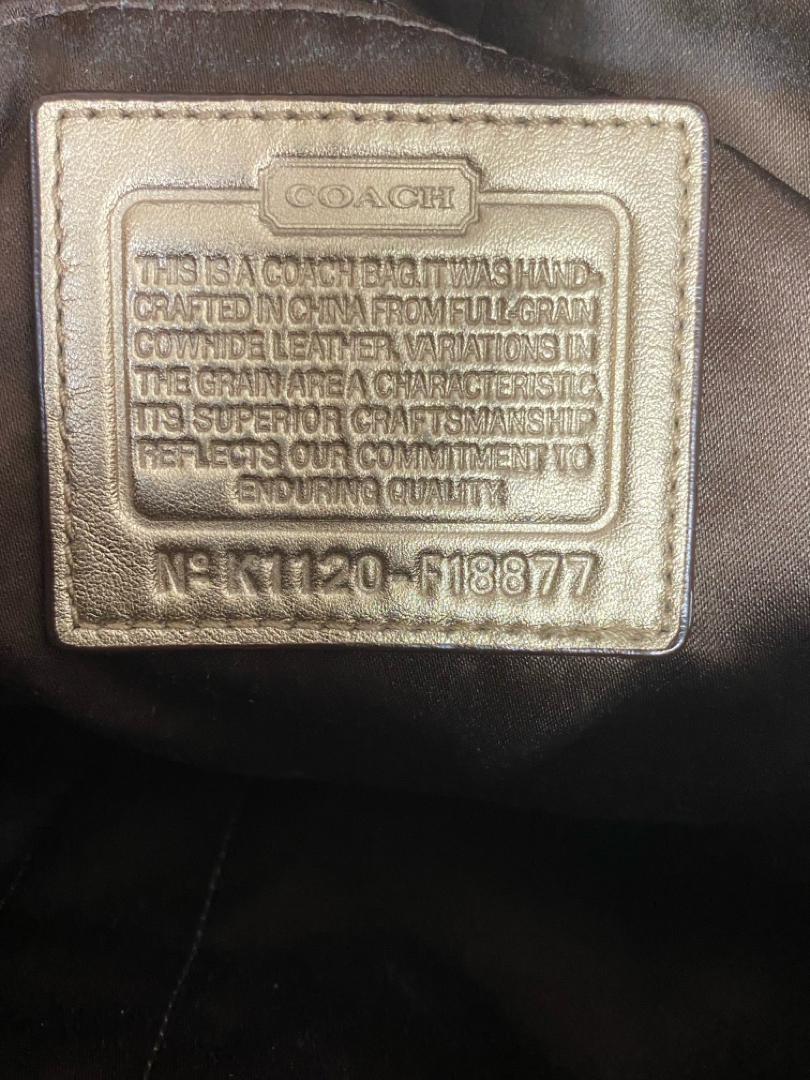 COACH
THIS IS A COACH BAG. IT WAS HAND-
CRAFTED IN CHINA FROM FULL-GRAIN
COWHIDE LEATHER. VARIATIONS IN
THE GRAIN ARE A CHARACTERISTIC.
ITS SUPERIOR CRAFTSMANSHIP
REFLECTS OUR COMMITMENT TO
ENDURING QUALITY.
Nº K1120-F18877